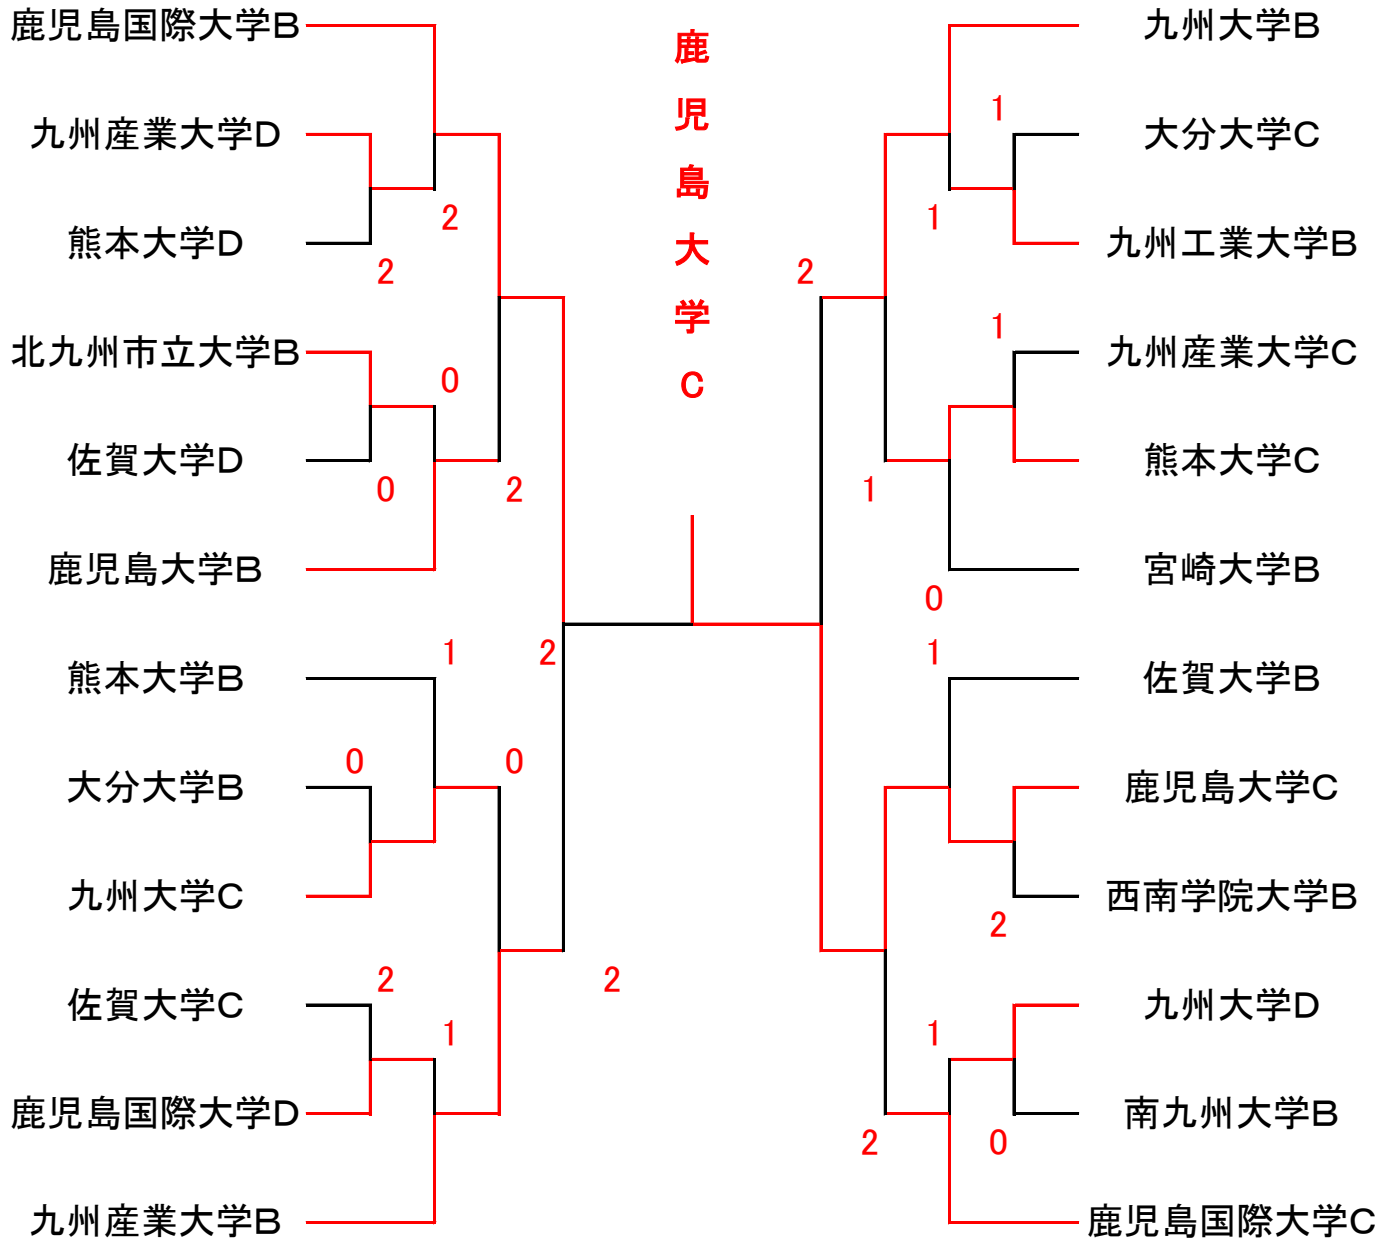 鹿児島国際大学B
九州産業大学D
2
熊本大学D
2
北九州市立大学B
0
佐賀大学D
0
2
鹿児島大学B
熊本大学B
1
2
大分大学B
0
0
九州大学C
佐賀大学C
2
2
1
鹿児島国際大学D
九州産業大学B
鹿児島大学C
九州大学B
1
大分大学C
1
九州工業大学B
2
1
九州産業大学C
熊本大学C
1
宮崎大学B
0
1
佐賀大学B
鹿児島大学C
西南学院大学B
2
九州大学D
1
南九州大学B
2
0
鹿児島国際大学C